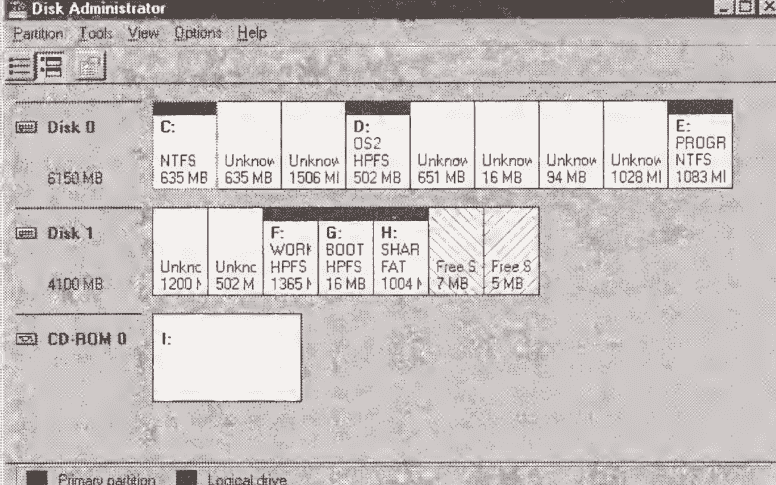 Disk Administrator
Partition Tools View Options Help
Disk 0
6150 MB
C:
NTFS
635 MB
Unknow
635 MB
Unknow
1506 MI
D:
OS2
HPFS
502 MB
Unknow
651 MB
Unknow
16 MB
Unknow
94 MB
Unknow
1028 MI
E:
PROGR
NTFS
1083 MI
Disk 1
4100 MB
Unknc
1200 M
Unknc
502 M
F:
WORK
HPFS
1365 M
G:
BOOT
HPFS
16 MB
H:
SHAR
FAT
1004 M
Free S
7 MB
Free S
5 MB
CD-ROM 0
I:
Primary partition Logical drive